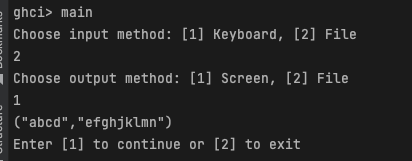 ghci> main
Choose input method: [1] Keyboard, [2] File
2
Choose output method: [1] Screen, [2] File
1
("abcd","efghjklmn")
Enter [1] to continue or [2] to exit